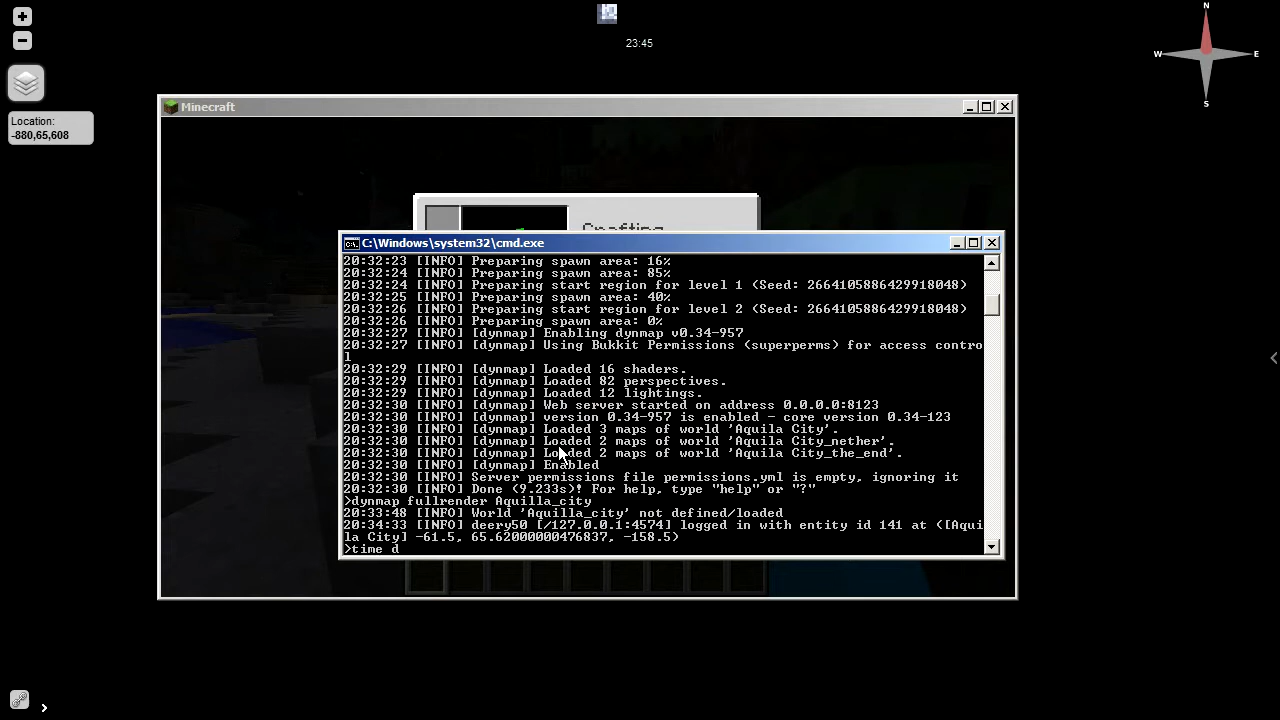 +
23:45
N
W
E
S
−
Location:
-880,65,608
Minecraft
Crafting
C:\Windows\system32\cmd.exe
20:32:23 [INFO] Preparing spawn area: 16%
20:32:24 [INFO] Preparing spawn area: 85%
20:32:24 [INFO] Preparing start region for level 1 (Seed: 2664105886429918048)
20:32:25 [INFO] Preparing spawn area: 40%
20:32:26 [INFO] Preparing start region for level 2 (Seed: 2664105886429918048)
20:32:26 [INFO] Preparing spawn area: 0%
20:32:27 [INFO] [dynmap] Enabling dynmap v0.34-957
20:32:27 [INFO] [dynmap] Using Bukkit Permissions (superperms) for access contro
l
20:32:29 [INFO] [dynmap] Loaded 16 shaders.
20:32:29 [INFO] [dynmap] Loaded 82 perspectives.
20:32:29 [INFO] [dynmap] Loaded 12 lightings.
20:32:30 [INFO] [dynmap] Web server started on address 0.0.0.0:8123
20:32:30 [INFO] [dynmap] version 0.34-957 is enabled - core version 0.34-123
20:32:30 [INFO] [dynmap] Loaded 3 maps of world 'Aquila City'.
20:32:30 [INFO] [dynmap] Loaded 2 maps of world 'Aquila City_nether'.
20:32:30 [INFO] [dynmap] Loaded 2 maps of world 'Aquila City_the_end'.
20:32:30 [INFO] [dynmap] Enabled
20:32:30 [INFO] Server permissions file permissions.yml is empty, ignoring it
20:32:30 [INFO] Done (9.233s)! For help, type "help" or "?"
>dynmap fullrender Aquilla_city
20:33:48 [INFO] World 'Aquilla_city' not defined/loaded
20:34:33 [INFO] deery50 [/127.0.0.1:4574] logged in with entity id 141 at ([Aqui
la City] -61.5, 65.62000000476837, -158.5)
>time d